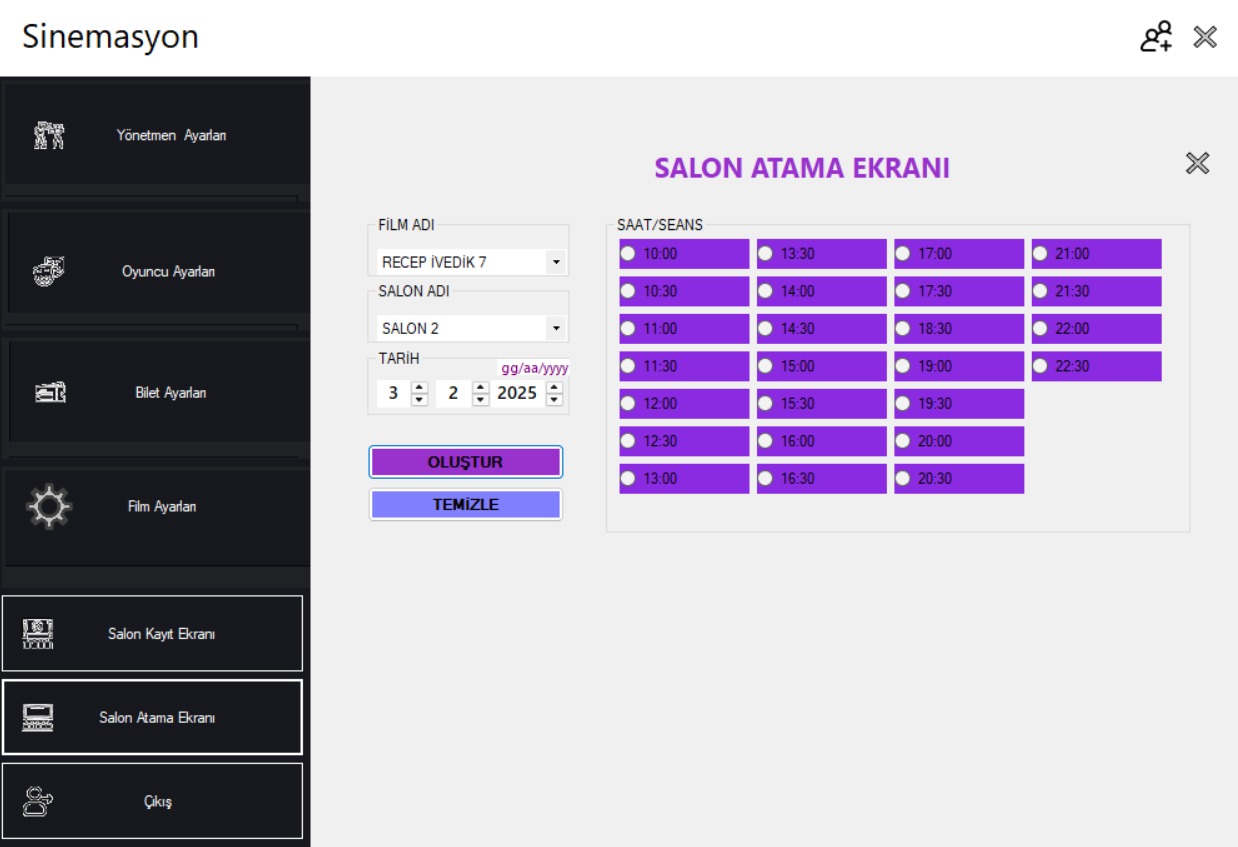 Sinemasyon
Yönetmen Ayarları
Oyuncu Ayarları
Bilet Ayarları
Film Ayarları
Salon Kayıt Ekranı
Salon Atama Ekranı
Çıkış
SALON ATAMA EKRANI
FİLM ADI
RECEP İVEDİK 7
SALON ADI
SALON 2
TARİH
gg/aa/yyyy
3 2 2025
OLUŞTUR
TEMİZLE
SAAT/SEANS
10:00 13:30 17:00 21:00
10:30 14:00 17:30 21:30
11:00 14:30 18:30 22:00
11:30 15:00 19:00 22:30
12:00 15:30 19:30
12:30 16:00 20:00
13:00 16:30 20:30